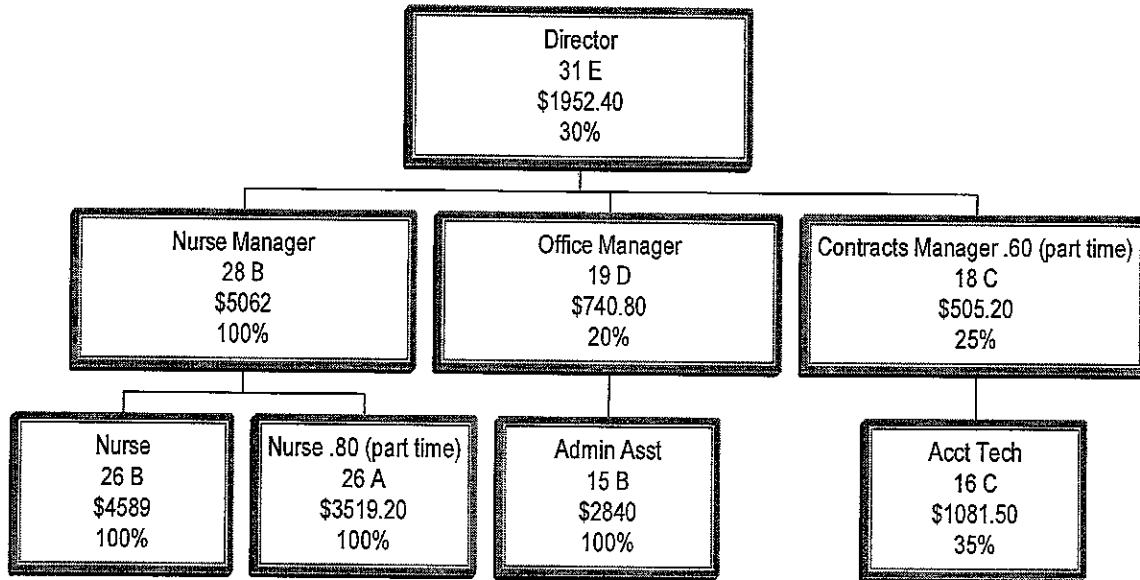 Director
31 E
$1952.40
30%
Nurse Manager
28 B
$5062
100%
Office Manager
19 D
$740.80
20%
Contracts Manager .60 (part time)
18 C
$505.20
25%
Nurse
26 B
$4589
100%
Nurse .80 (part time)
26 A
$3519.20
100%
Admin Asst
15 B
$2840
100%
Acct Tech
16 C
$1081.50
35%